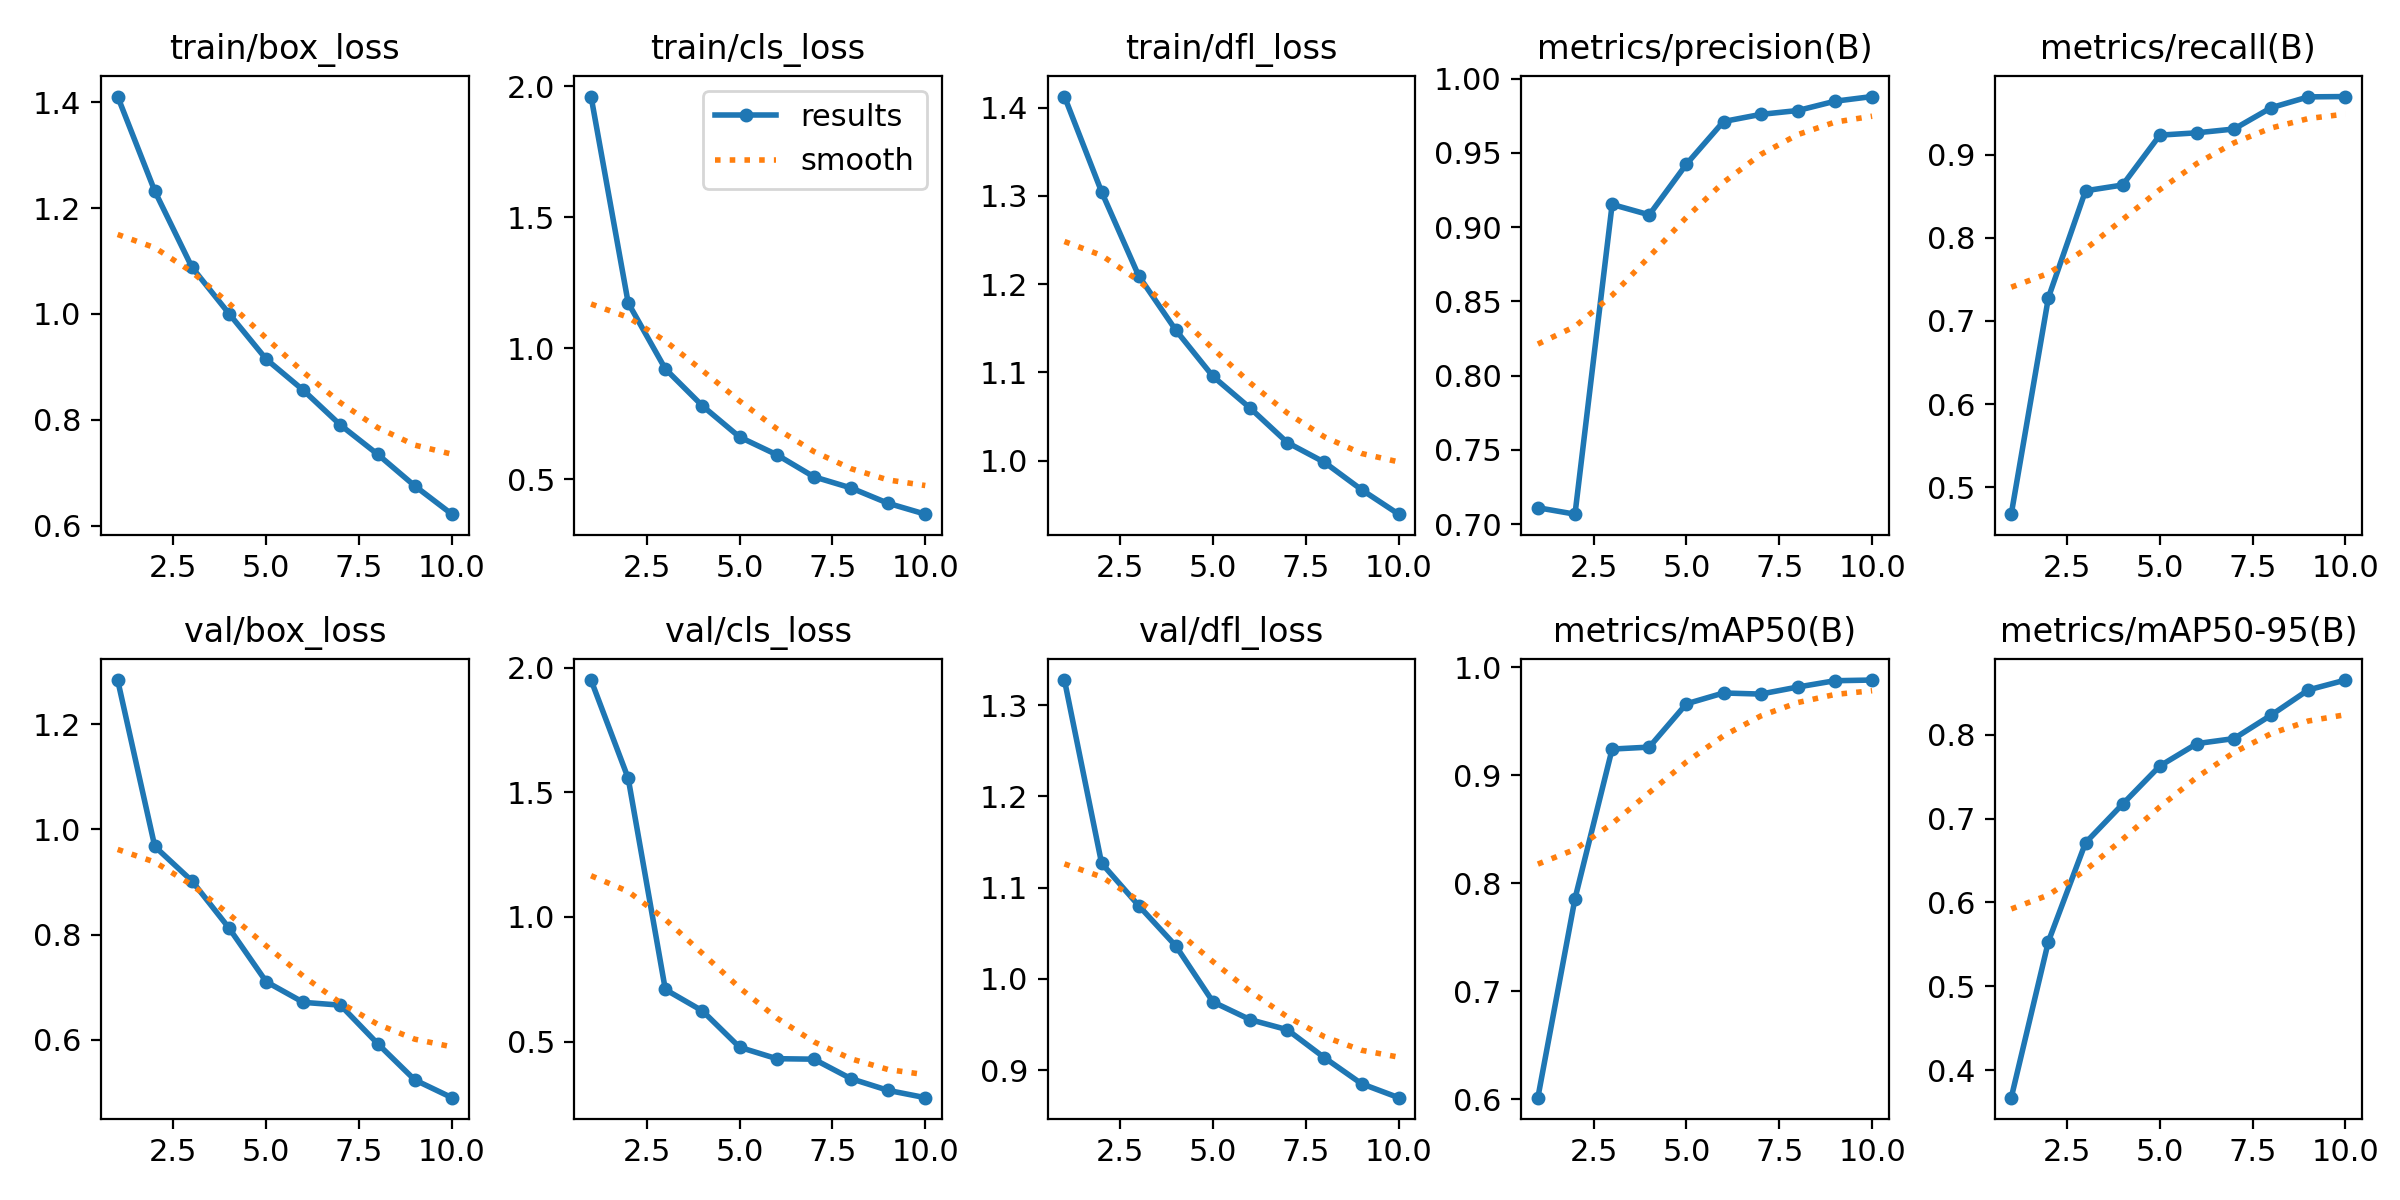 train/box_loss
train/cls_loss
train/dfl_loss
metrics/precision(B)
metrics/recall(B)
1.4
1.2
1.0
0.8
0.6
2.5 5.0 7.5 10.0
2.0
1.5
1.0
0.5
results
smooth
2.5 5.0 7.5 10.0
1.4
1.3
1.2
1.1
1.0
2.5 5.0 7.5 10.0
1.00
0.95
0.90
0.85
0.80
0.75
0.70
2.5 5.0 7.5 10.0
0.9
0.8
0.7
0.6
0.5
2.5 5.0 7.5 10.0
val/box_loss
val/cls_loss
val/dfl_loss
metrics/mAP50(B)
metrics/mAP50-95(B)
1.2
1.0
0.8
0.6
2.5 5.0 7.5 10.0
2.0
1.5
1.0
0.5
2.5 5.0 7.5 10.0
1.3
1.2
1.1
1.0
0.9
2.5 5.0 7.5 10.0
1.0
0.9
0.8
0.7
0.6
2.5 5.0 7.5 10.0
0.8
0.7
0.6
0.5
0.4
2.5 5.0 7.5 10.0